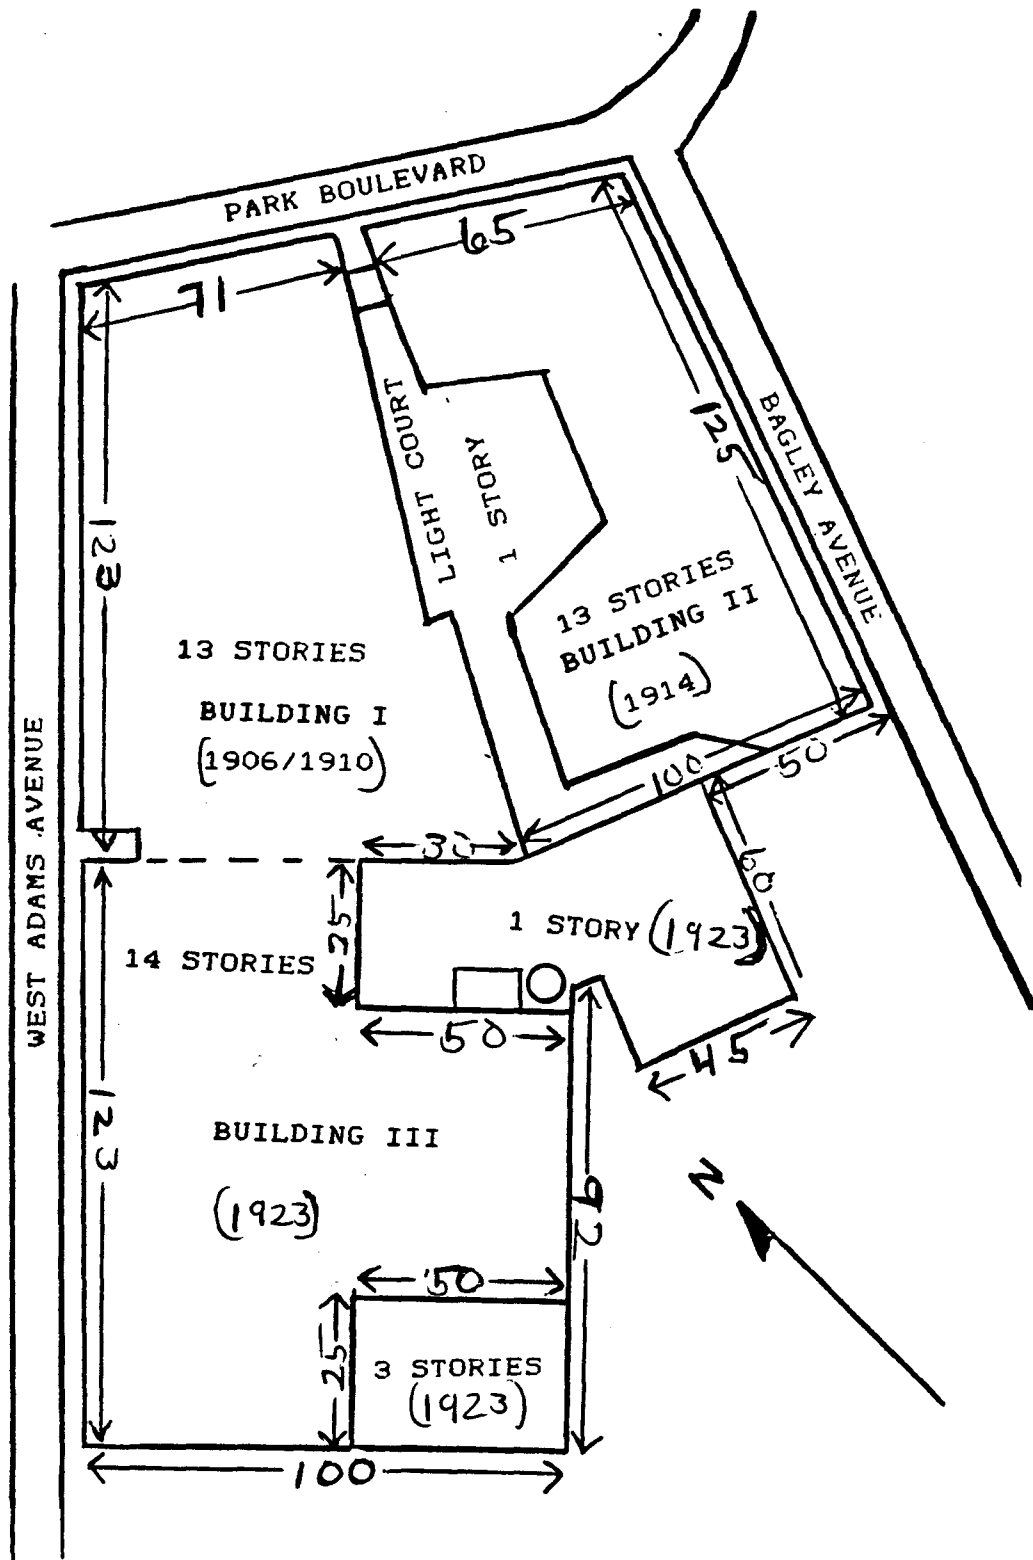 PARK BOULEVARD
65
71
LIGHT COURT
1 STORY
125
BAGLEY AVENUE
123
13 STORIES
BUILDING II
(1914)
13 STORIES
BUILDING I
(1906/1910)
WEST ADAMS AVENUE
100
50
30
60
25
1 STORY (1923)
14 STORIES
50
45
123
BUILDING III
(1923)
92
N
50
25
3 STORIES
(1923)
100